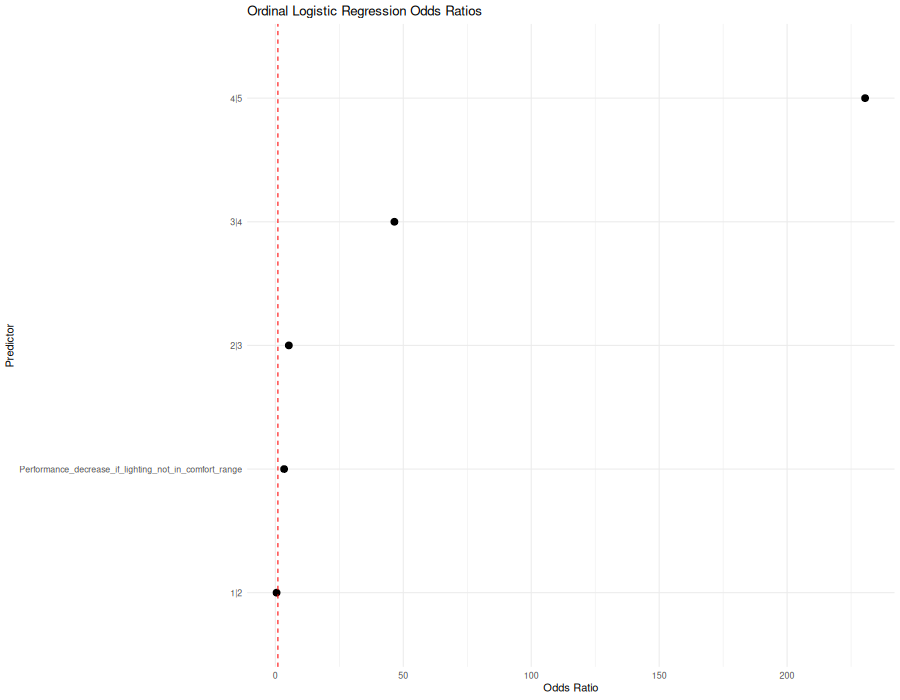 Ordinal Logistic Regression Odds Ratios
4|5
3|4
2|3
Performance_decrease_if_lighting_not_in_comfort_range
1|2
Predictor
0 50 100 150 200
Odds Ratio